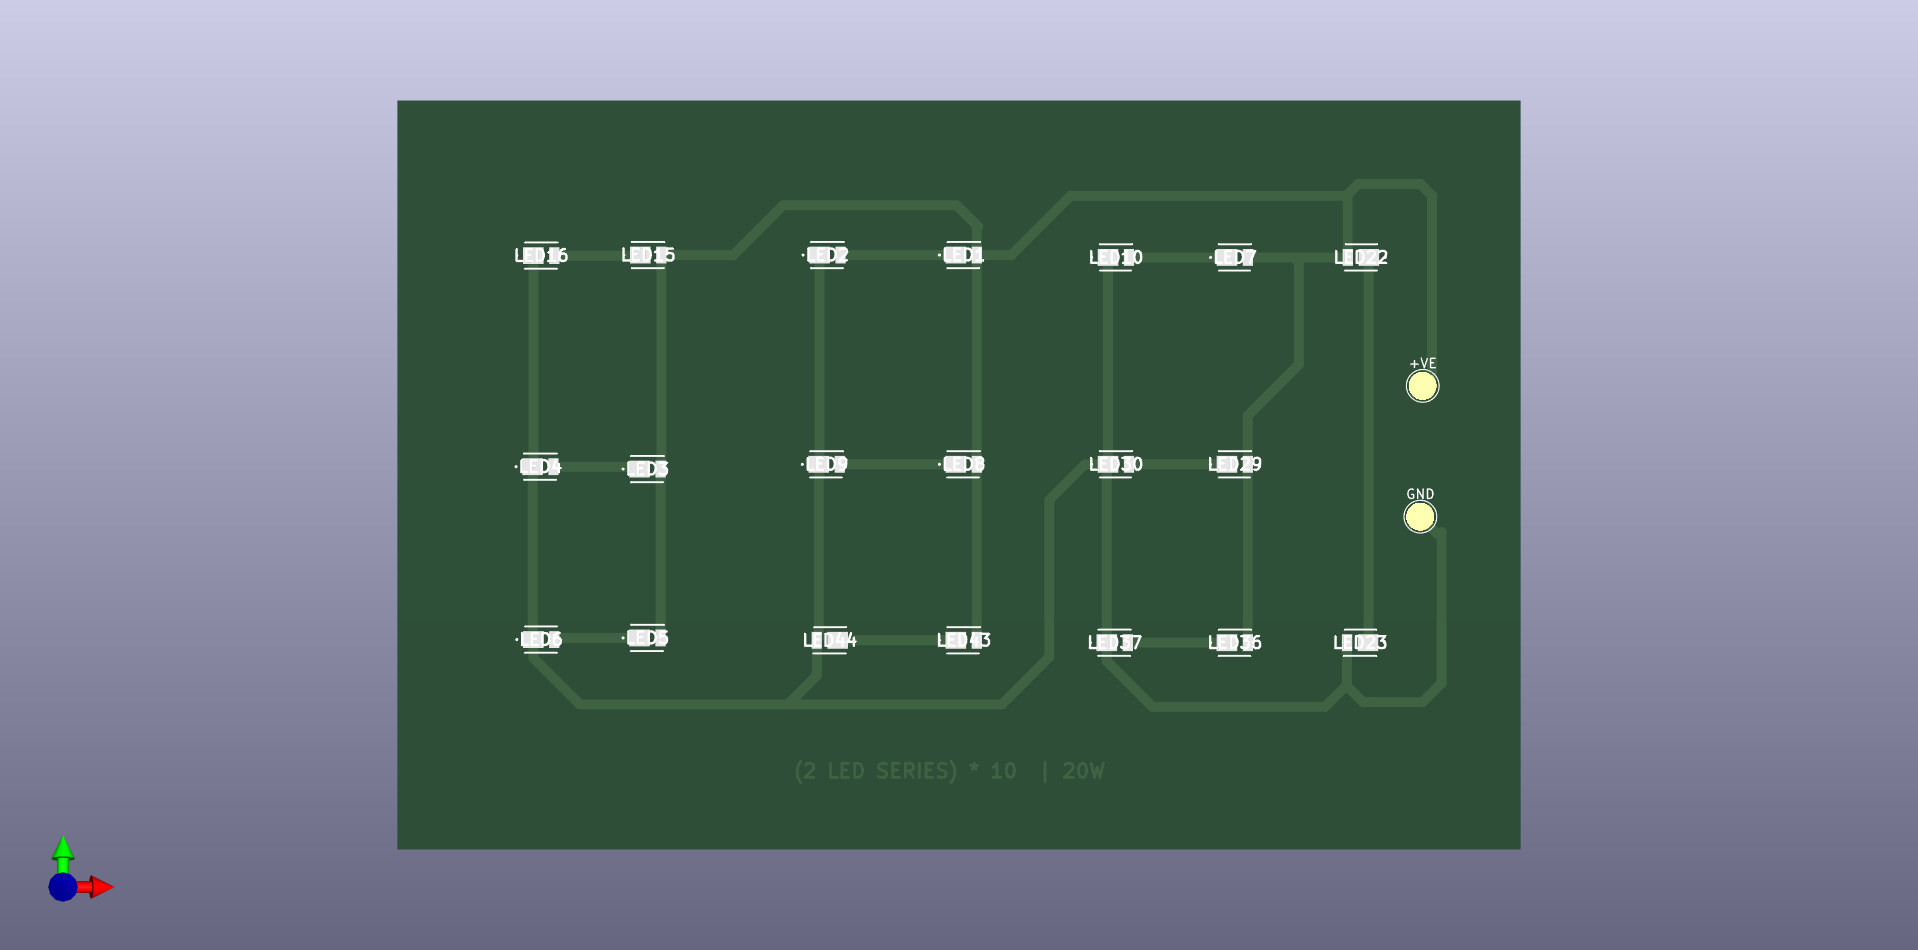 LED16 LED15 LED2 LED1 LED10 LED7 LED22
+VE
LED4 LED3 LED9 LED8 LED30 LED29
GND
LED6 LED5 LED44 LED43 LED37 LED36 LED23
(2 LED SERIES) * 10 | 20W